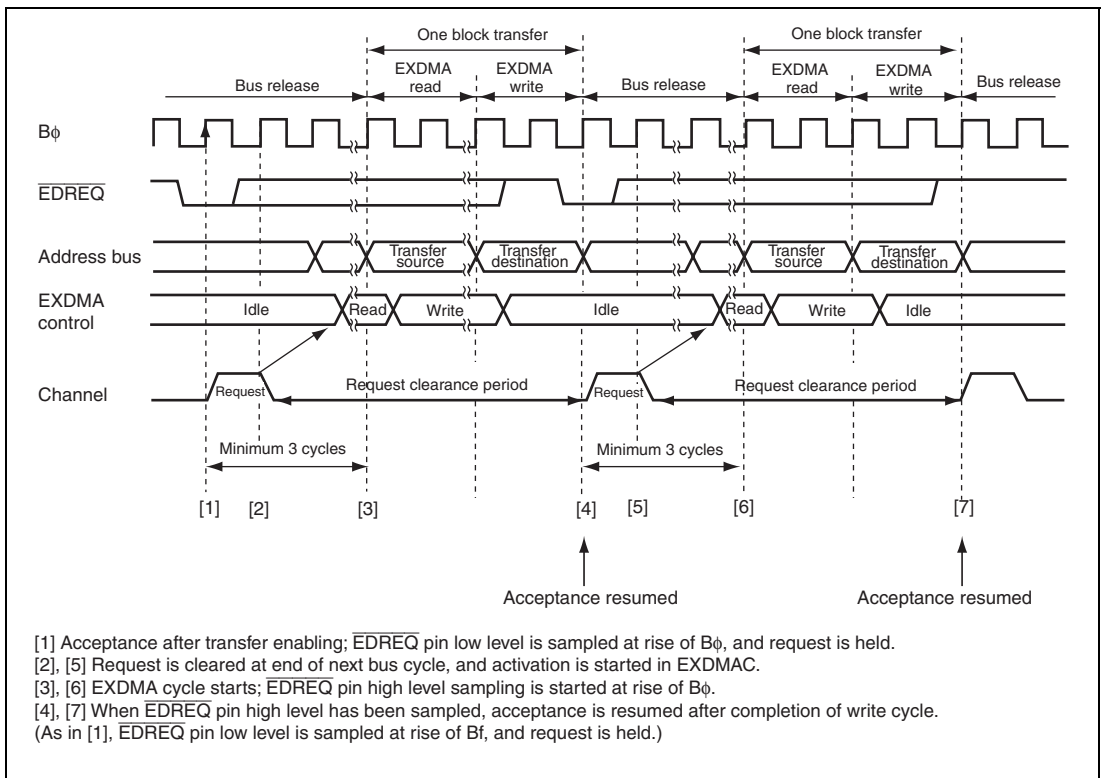 One block transfer One block transfer
Bus release EXDMA read EXDMA write Bus release EXDMA read EXDMA write Bus release
Bφ
EDREQ
Address bus Transfer source Transfer destination Transfer source Transfer destination
EXDMA control Idle Read Write Idle Read Write Idle
Channel Request Request clearance period Request Request clearance period
Minimum 3 cycles Minimum 3 cycles
[1] [2] [3] [4] [5] [6] [7]
Acceptance resumed Acceptance resumed
[1] Acceptance after transfer enabling; EDREQ pin low level is sampled at rise of Bφ, and request is held.
[2], [5] Request is cleared at end of next bus cycle, and activation is started in EXDMAC.
[3], [6] EXDMA cycle starts; EDREQ pin high level sampling is started at rise of Bφ.
[4], [7] When EDREQ pin high level has been sampled, acceptance is resumed after completion of write cycle.
(As in [1], EDREQ pin low level is sampled at rise of Bf, and request is held.)